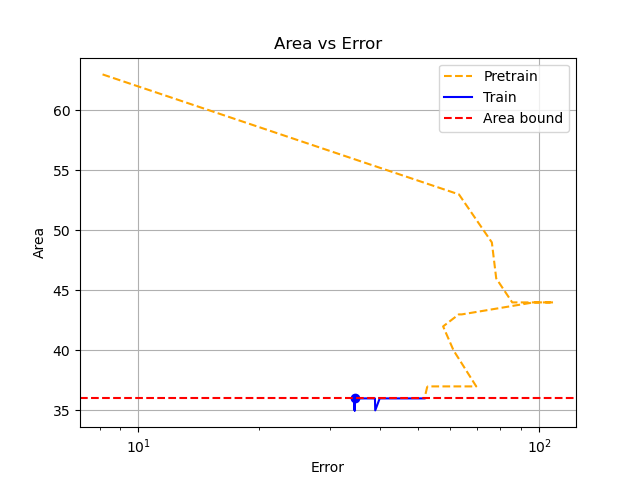 Area vs Error
Pretrain
Train
Area bound
60
55
50
45
40
35
Area
10^1
10^2
Error